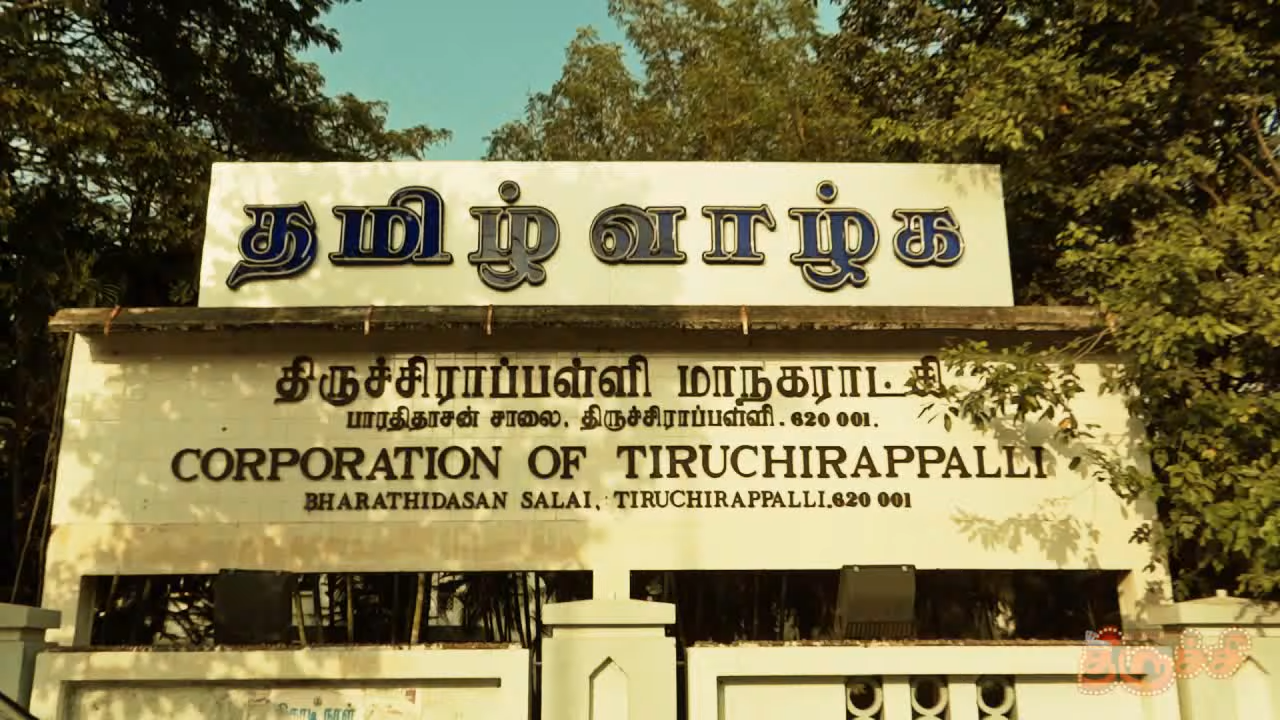 தமிழ் வாழ்க
திருச்சிராப்பள்ளி மாநகராட்சி
பாரதிதாசன் சாலை, திருச்சிராப்பள்ளி. 620 001.
CORPORATION OF TIRUCHIRAPPALLI
BHARATHIDASAN SALAI, TIRUCHIRAPPALLI.620 001
திருச்சி